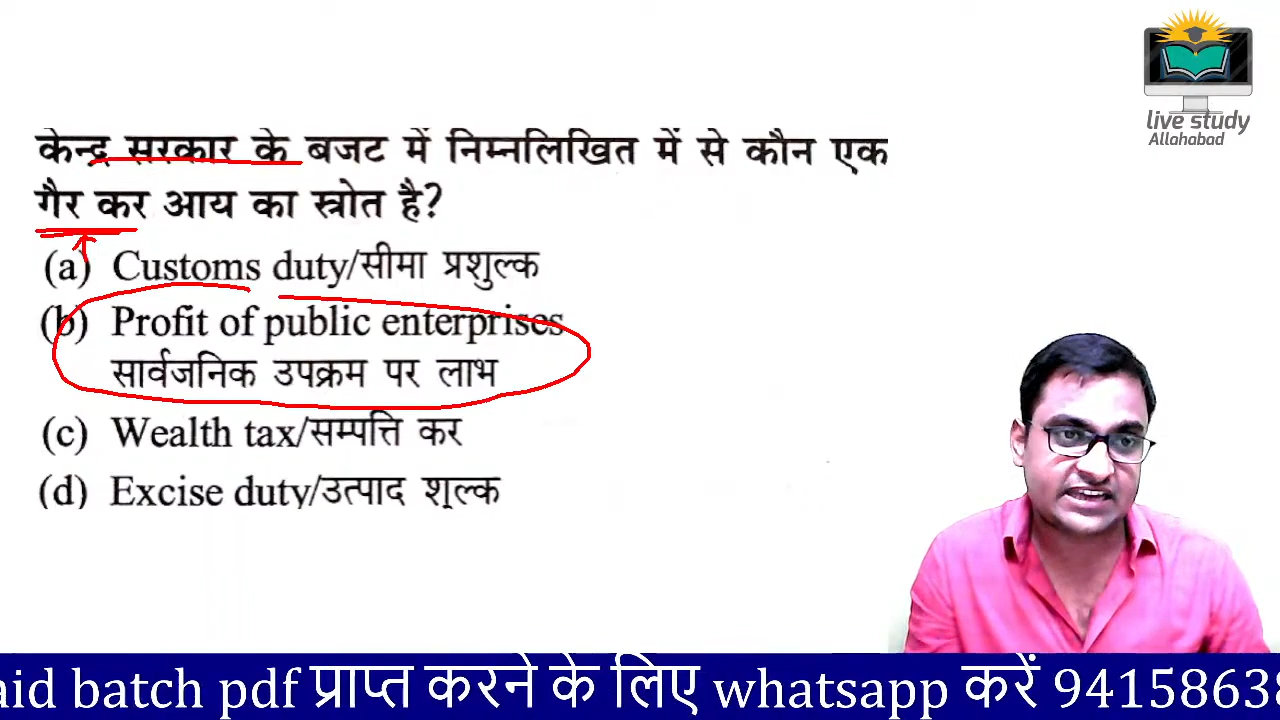 live study
Allahabad
केन्द्र सरकार के बजट में निम्नलिखित में से कौन एक
गैर कर आय का स्त्रोत है?
(a) Customs duty/सीमा प्रशुल्क
(b) Profit of public enterprises
सार्वजनिक उपक्रम पर लाभ
(c) Wealth tax/सम्पत्ति कर
(d) Excise duty/उत्पाद शुल्क
aid batch pdf प्राप्त करने के लिए whatsapp करें 9415863